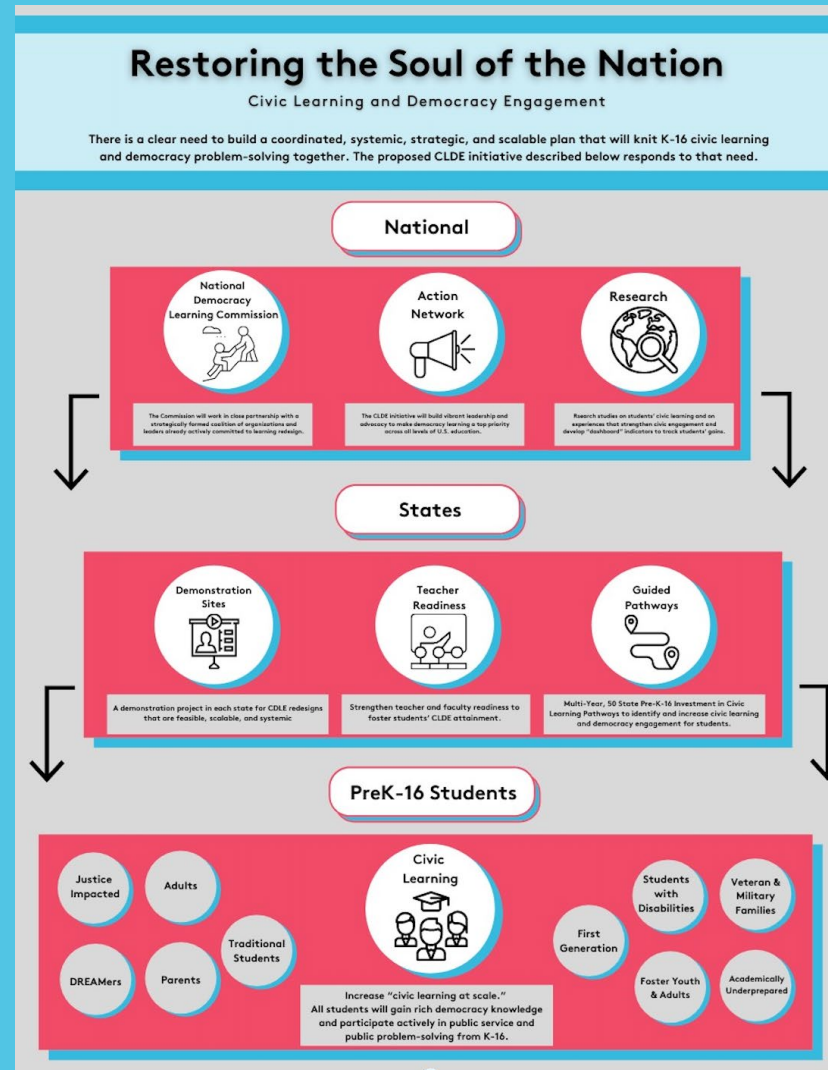 Restoring the Soul of the Nation
Civic Learning and Democracy Engagement
There is a clear need to build a coordinated, systemic, strategic, and scalable plan that will knit K-16 civic learning
and democracy problem-solving together. The proposed CLDE initiative described below responds to that need.
National
National
Democracy
Learning Commission
The Commission will work in close partnership with a
strategically formed coalition of organizations and
leaders already actively committed to learning redesign.
Action
Network
The CLDE initiative will build vibrant leadership and
advocacy to make democracy learning a top priority
across all levels of U.S. education.
Research
Rsearch studies on students' civic learning and on
experiences that strengthen civic engagement and
develop "dashboard" indicators to track students' gains.
States
Demonstration
Sites
A demonstration project in each state for CDLE redesigns
that are feasible, scalable, and systemic
Teacher
Readiness
Strengthen teacher and faculty readiness to
foster students' CLDE attainment.
Guided
Pathways
Multi-Year, 50 State Pre-K-16 Investment in Civic
Learning Pathways to identify and increase civic learning
and democracy engagement for students.
PreK-16 Students
Justice
Impacted
Adults
Traditional
Students
DREAMers
Parents
Civic
Learning
Increase "civic learning at scale."
All students will gain rich democracy knowledge
and participate actively in public service and
public problem-solving from K-16.
First
Generation
Students
with
Disabilities
Veteran &
Military
Families
Foster Youth
& Adults
Academically
Underprepared